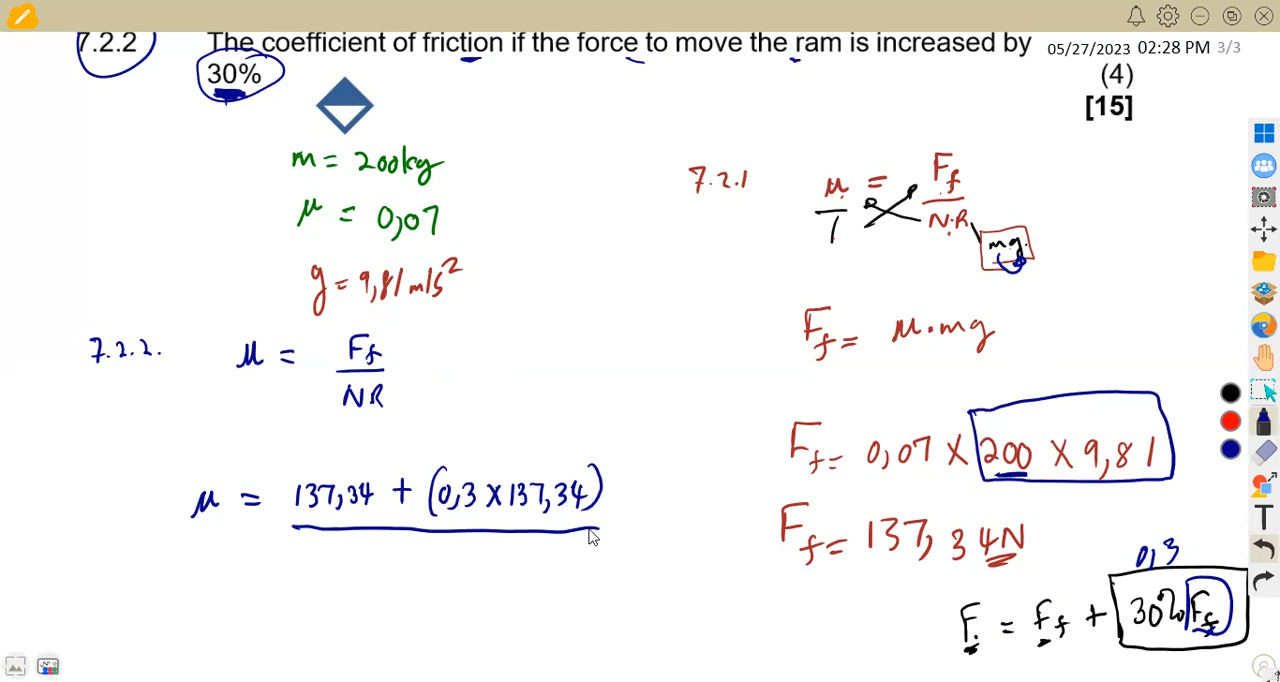 7.2.2 The coefficient of friction if the force to move the ram is increased by 30%
05/27/2023 02:28 PM 3/3
(4)
[15]
m = 200kg
μ = 0,07
g = 9,81 m/s²
7.2.2. μ = Ff / NR
μ = 137,34 + (0,3 × 137,34)
7.2.1 μ / 1 = Ff / N.R
mg.
Ff = μ.mg
Ff = 0,07 × 200 × 9,81
Ff = 137,34N
0,3
F = Ff + 30% Ff
T